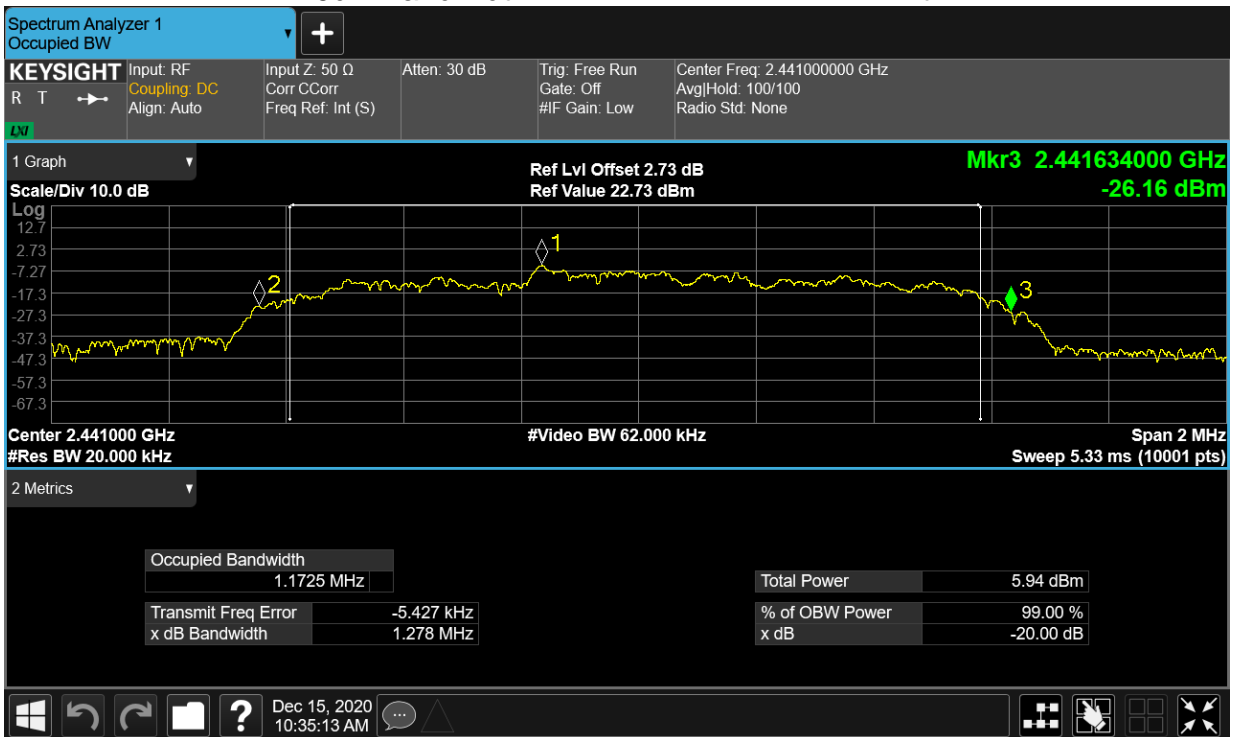 Spectrum Analyzer 1
Occupied BW
+
KEYSIGHT Input: RF Input Z: 50 Ω Atten: 30 dB Trig: Free Run Center Freq: 2.441000000 GHz
R T Coupling: DC Corr CCorr Gate: Off Avg|Hold: 100/100
Align: Auto Freq Ref: Int (S) #IF Gain: Low Radio Std: None
LXI
1 Graph Ref Lvl Offset 2.73 dB Mkr3 2.441634000 GHz
Scale/Div 10.0 dB Ref Value 22.73 dBm -26.16 dBm
Log
12.7
2.73
-7.27
-17.3
-27.3
-37.3
-47.3
-57.3
-67.3
1
2
3
Center 2.441000 GHz #Video BW 62.000 kHz Span 2 MHz
#Res BW 20.000 kHz Sweep 5.33 ms (10001 pts)
2 Metrics
Occupied Bandwidth
1.1725 MHz Total Power 5.94 dBm
Transmit Freq Error -5.427 kHz % of OBW Power 99.00 %
x dB Bandwidth 1.278 MHz x dB -20.00 dB
? Dec 15, 2020
10:35:13 AM